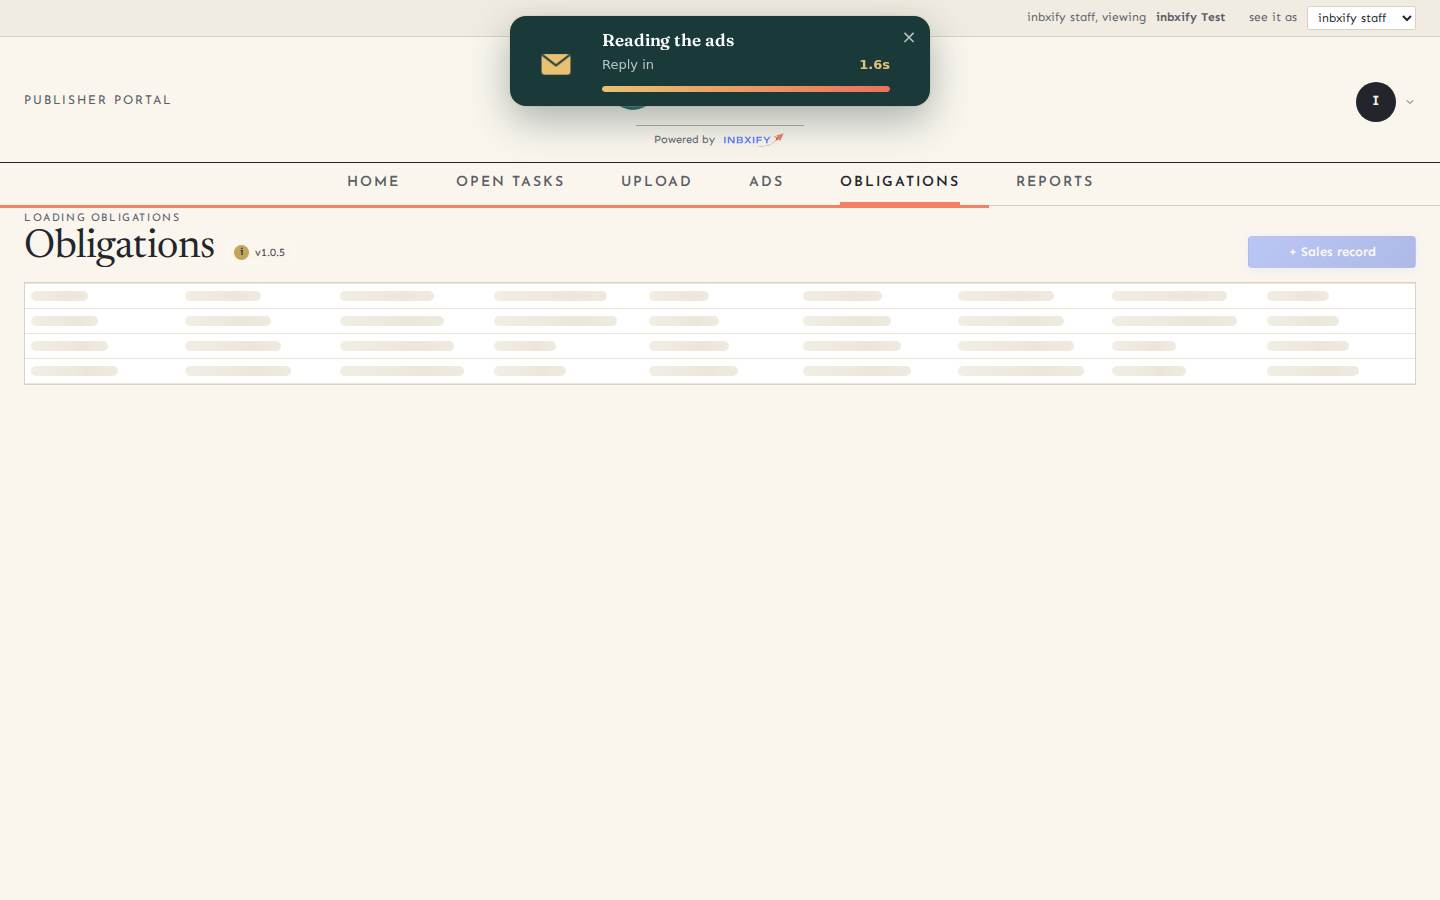 inbxify staff, viewing inbxify Test see it as inbxify staff
Reading the ads
Reply in 1.6s
PUBLISHER PORTAL
I
Powered by INBXIFY
HOME OPEN TASKS UPLOAD ADS OBLIGATIONS REPORTS
LOADING OBLIGATIONS
Obligations i v1.0.5
+ Sales record